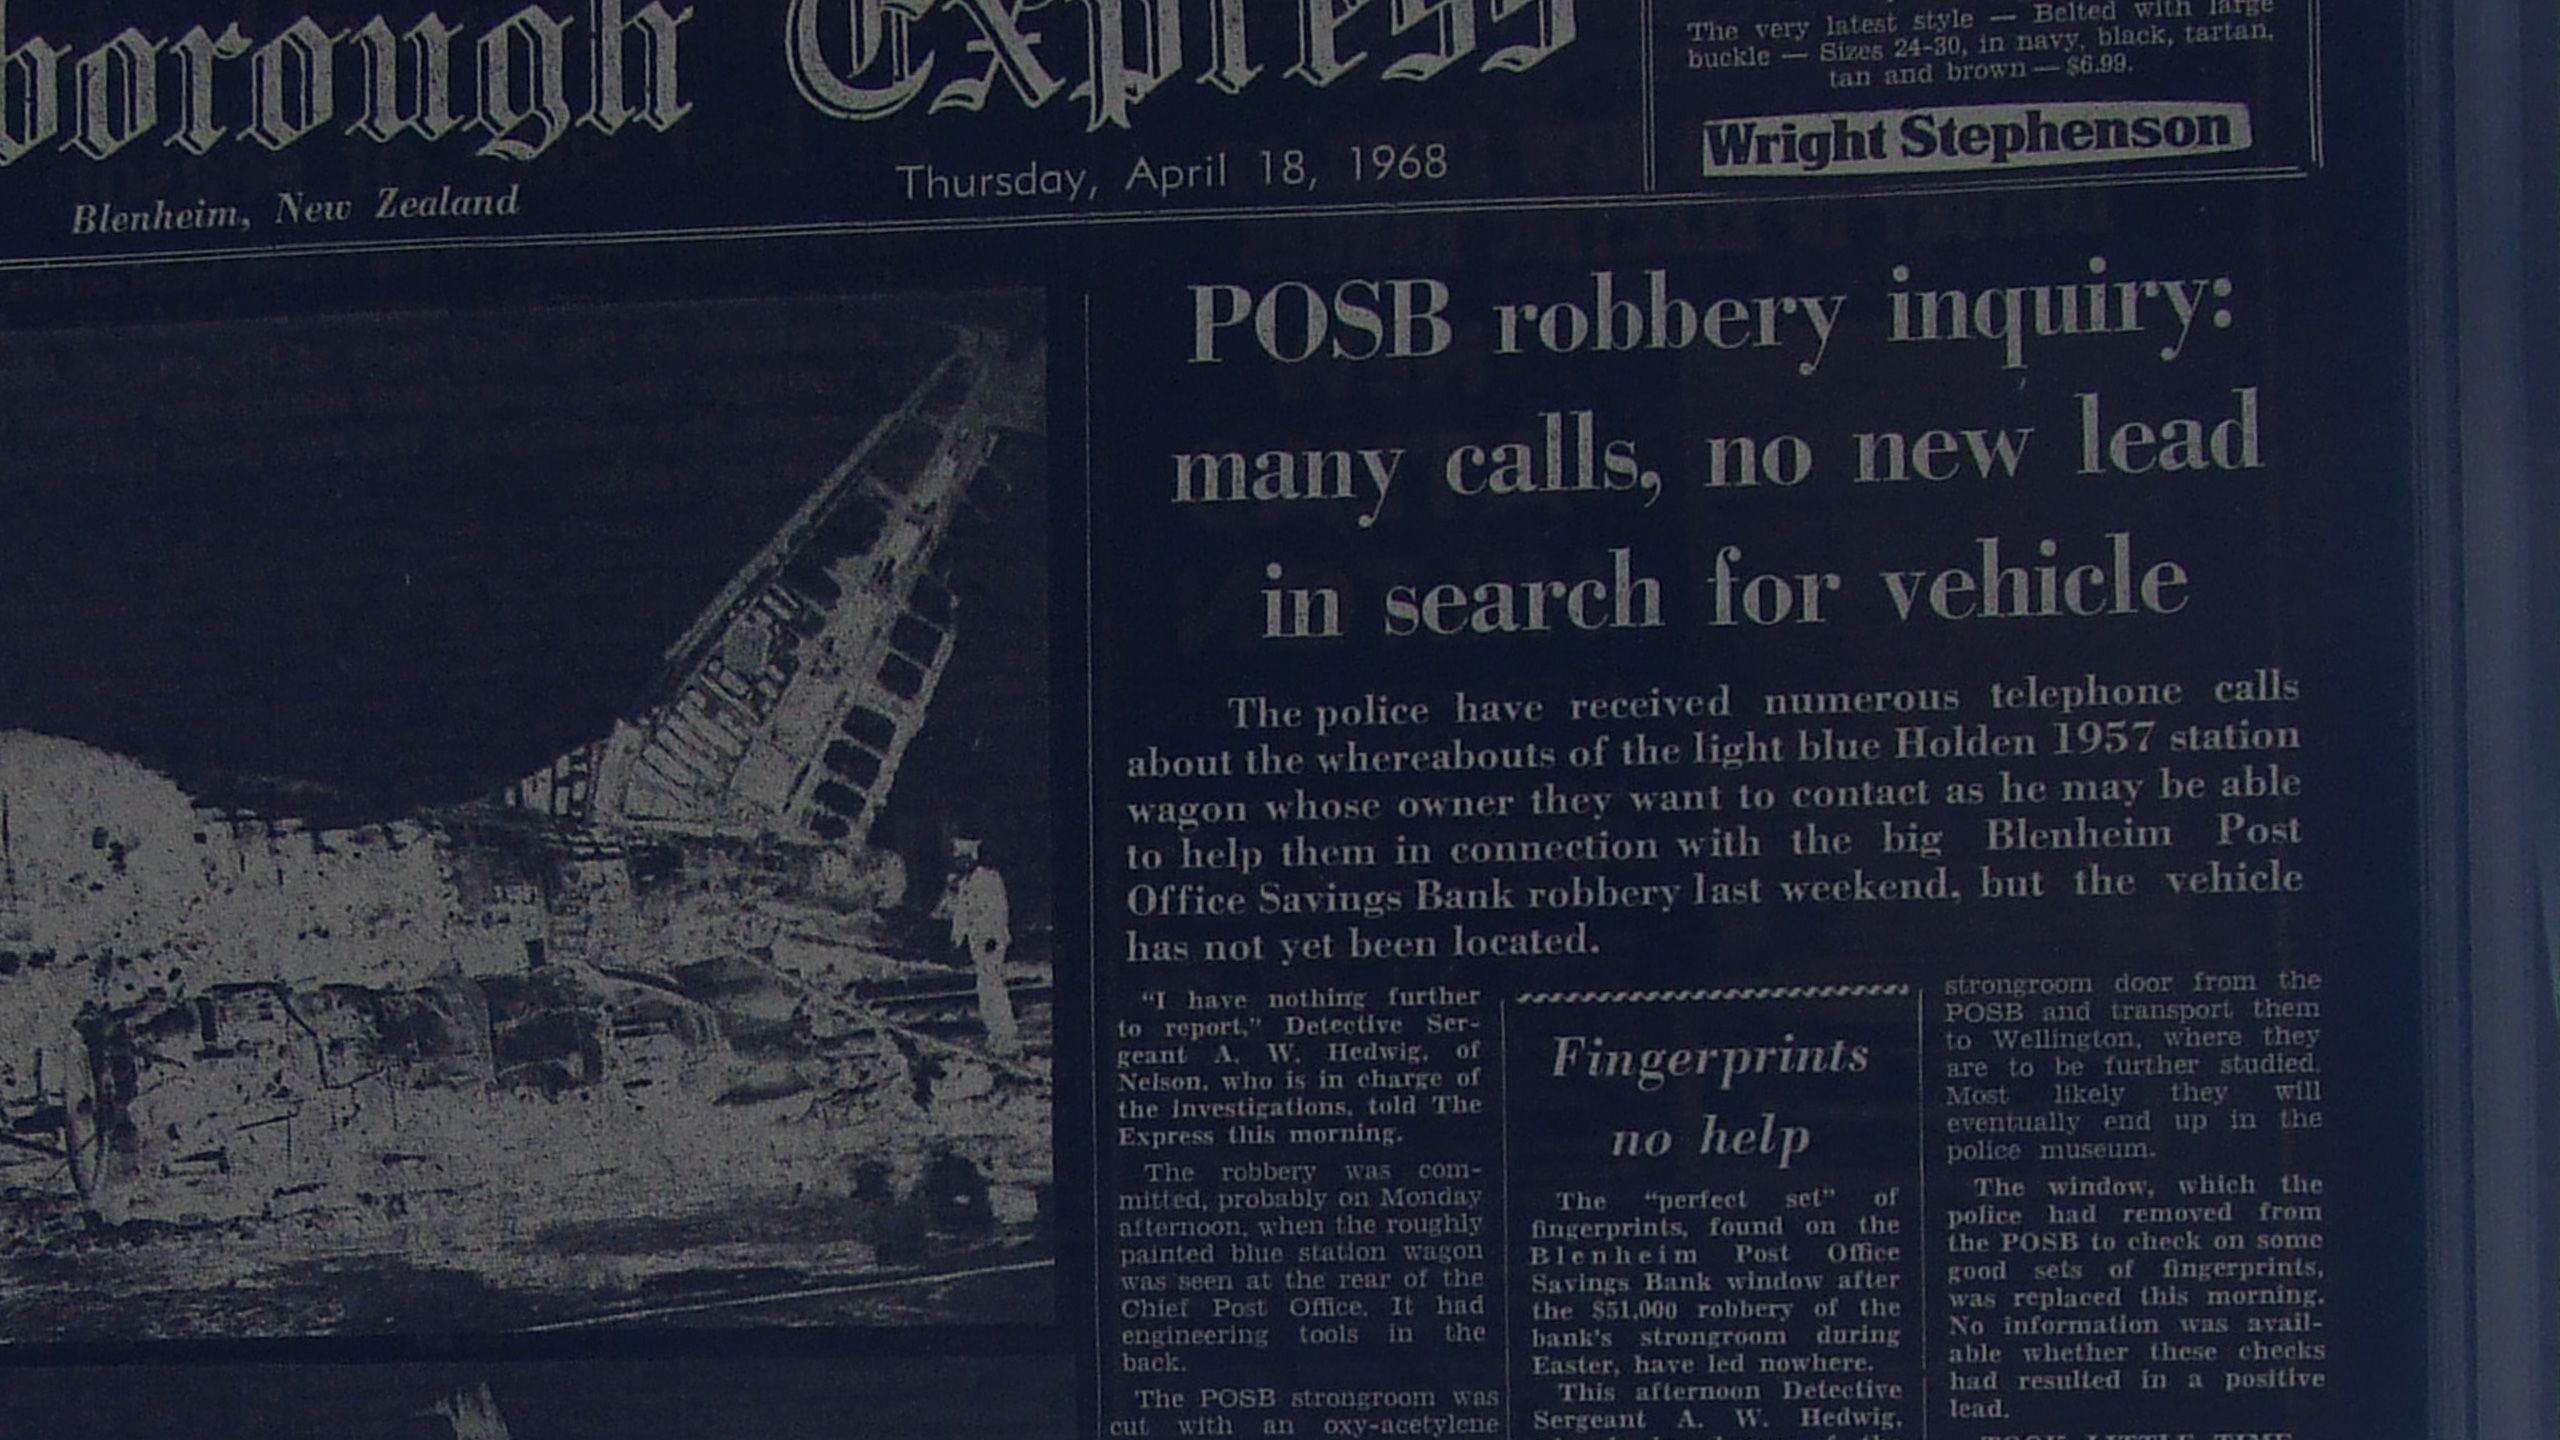 borough Express
The very latest style — Belted with large
buckle — Sizes 24-30, in navy, black, tartan,
tan and brown — $6.99.
Wright Stephenson
Blenheim, New Zealand
Thursday, April 18, 1968
POSB robbery inquiry:
many calls, no new lead
in search for vehicle
The police have received numerous telephone calls
about the whereabouts of the light blue Holden 1957 station
wagon whose owner they want to contact as he may be able
to help them in connection with the big Blenheim Post
Office Savings Bank robbery last weekend, but the vehicle
has not yet been located.
“I have nothing further
to report,” Detective Ser-
geant A. W. Hedwig, of
Nelson, who is in charge of
the investigations, told The
Express this morning.
The robbery was com-
mitted, probably on Monday
afternoon, when the roughly
painted blue station wagon
was seen at the rear of the
Chief Post Office. It had
engineering tools in the
back.
The POSB strongroom was
cut with an oxy-acetylene
Fingerprints
no help
The “perfect set” of
fingerprints, found on the
Blenheim Post Office
Savings Bank window after
the $51,000 robbery of the
bank's strongroom during
Easter, have led nowhere.
This afternoon Detective
Sergeant A. W. Hedwig,
strongroom door from the
POSB and transport them
to Wellington, where they
are to be further studied.
Most likely they will
eventually end up in the
police museum.
The window, which the
police had removed from
the POSB to check on some
good sets of fingerprints,
was replaced this morning.
No information was avail-
able whether these checks
had resulted in a positive
lead.